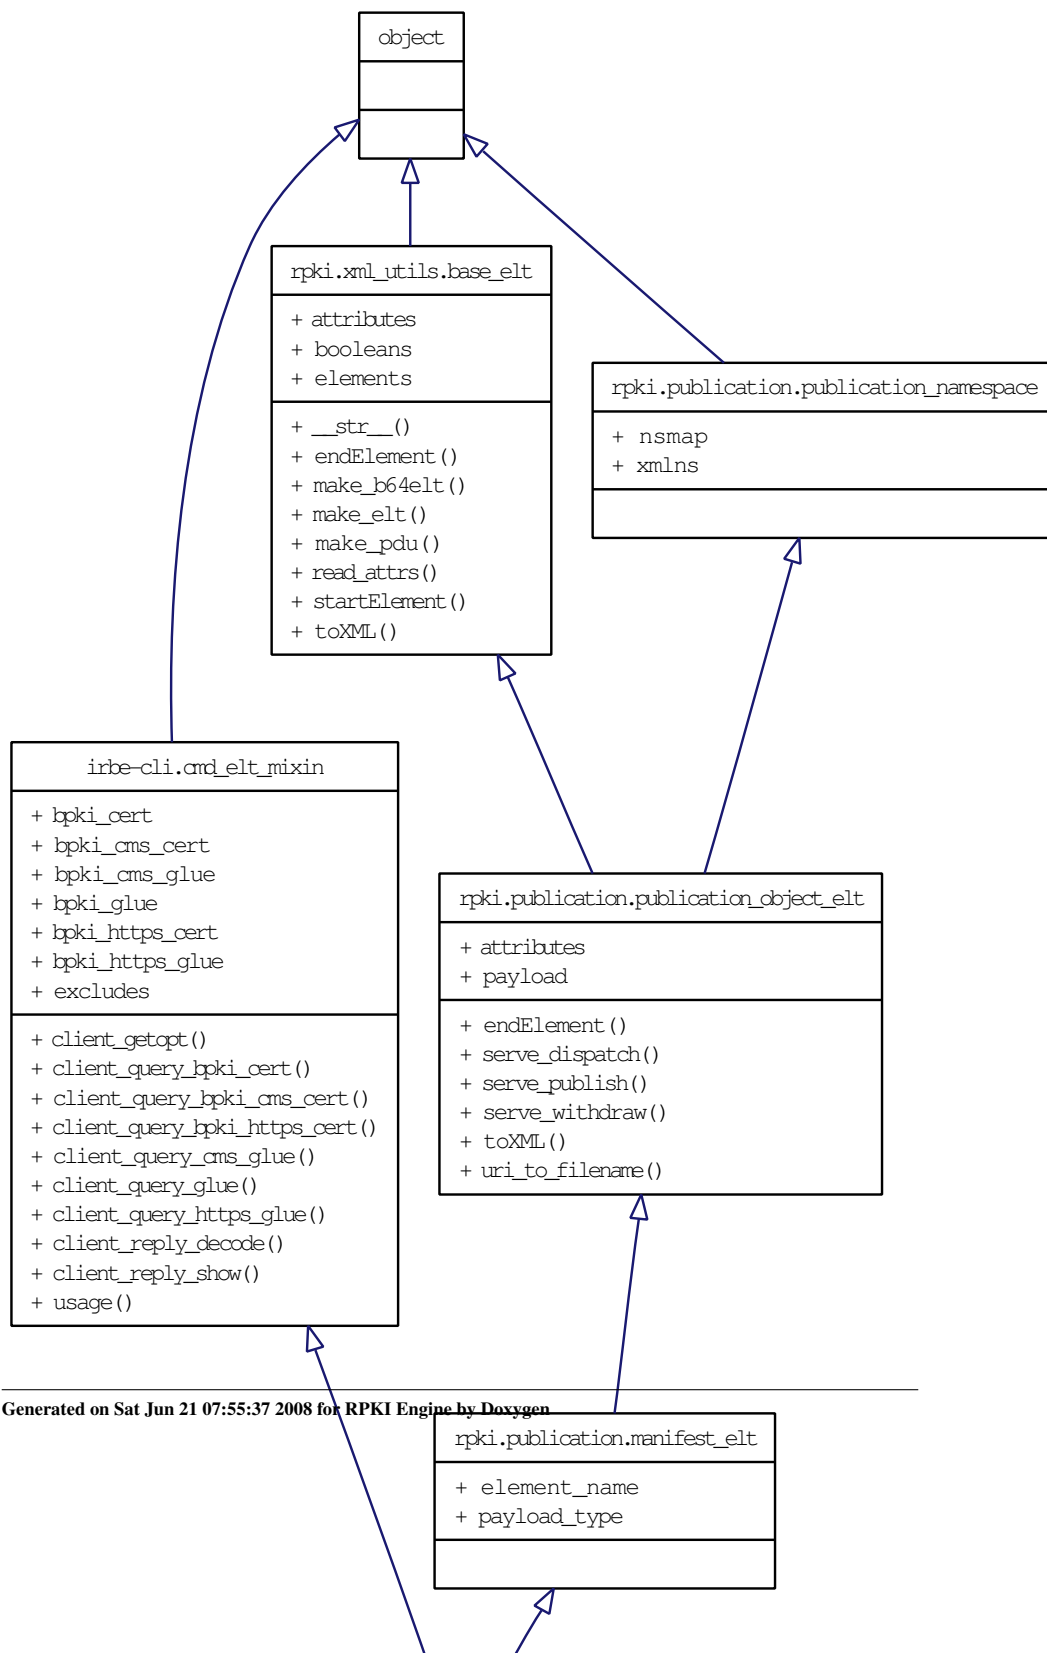 object
rpki.xml_utils.base_elt
+ attributes
+ booleans
+ elements
+ __str__()
+ endElement()
+ make_b64elt()
+ make_elt()
+ make_pdu()
+ read_attrs()
+ startElement()
+ toXML()
rpki.publication.publication_namespace
+ nsmap
+ xmlns
irbe-cli.cmd_elt_mixin
+ bpki_cert
+ bpki_cms_cert
+ bpki_cms_glue
+ bpki_glue
+ bpki_https_cert
+ bpki_https_glue
+ excludes
+ client_getopt()
+ client_query_bpki_cert()
+ client_query_bpki_cms_cert()
+ client_query_bpki_https_cert()
+ client_query_cms_glue()
+ client_query_glue()
+ client_query_https_glue()
+ client_reply_decode()
+ client_reply_show()
+ usage()
rpki.publication.publication_object_elt
+ attributes
+ payload
+ endElement()
+ serve_dispatch()
+ serve_publish()
+ serve_withdraw()
+ toXML()
+ uri_to_filename()
Generated on Sat Jun 21 07:55:37 2008 for RPKI Engine by Doxygen
rpki.publication.manifest_elt
+ element_name
+ payload_type